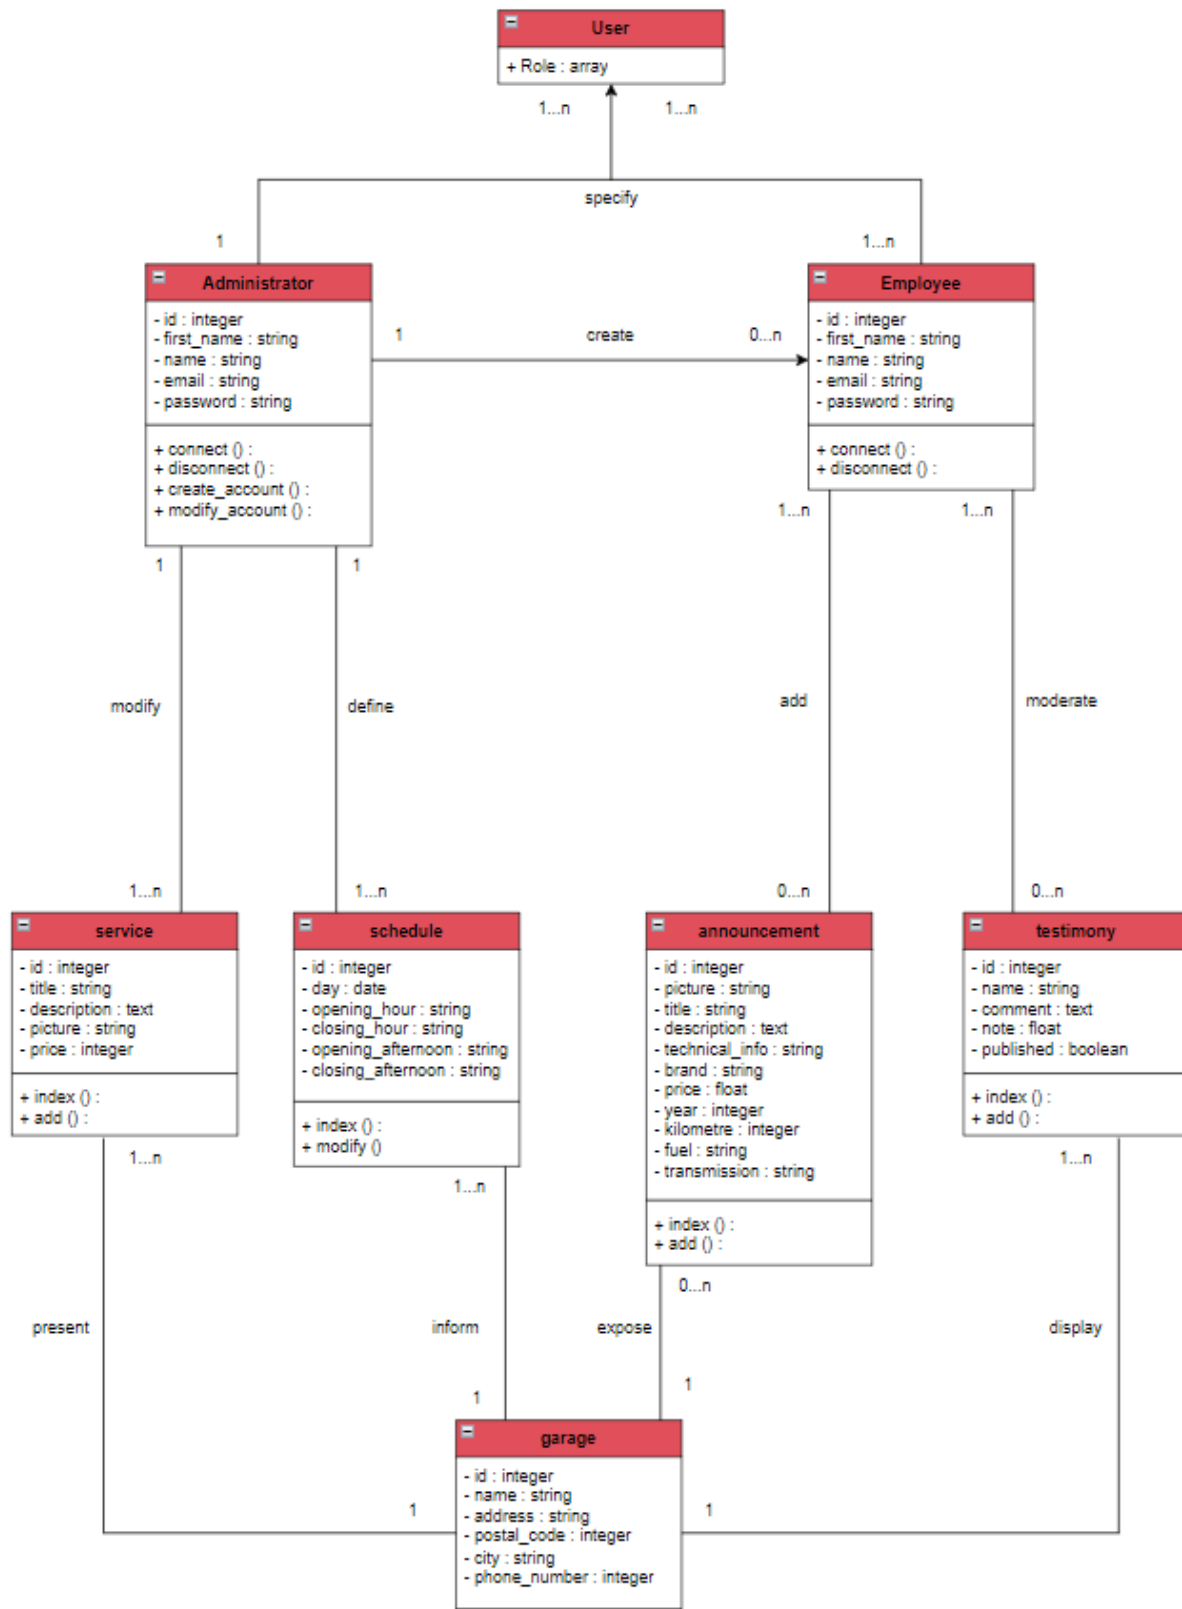 User
+ Role : array
1...n
1...n
specify
1
1...n
Administrator
- id : integer
- first_name : string
- name : string
- email : string
- password : string
+ connect () :
+ disconnect () :
+ create_account () :
+ modify_account () :
1
create
0...n
Employee
- id : integer
- first_name : string
- name : string
- email : string
- password : string
+ connect () :
+ disconnect () :
1
1
1...n
1...n
modify
define
add
moderate
1...n
1...n
0...n
0...n
service
- id : integer
- title : string
- description : text
- picture : string
- price : integer
+ index () :
+ add () :
schedule
- id : integer
- day : date
- opening_hour : string
- closing_hour : string
- opening_afternoon : string
- closing_afternoon : string
+ index () :
+ modify ()
announcement
- id : integer
- picture : string
- title : string
- description : text
- technical_info : string
- brand : string
- price : float
- year : integer
- kilometre : integer
- fuel : string
- transmission : string
+ index () :
+ add () :
testimony
- id : integer
- name : string
- comment : text
- note : float
- published : boolean
+ index () :
+ add () :
1...n
1...n
0...n
1...n
present
inform
expose
display
1
1
garage
- id : integer
- name : string
- address : string
- postal_code : integer
- city : string
- phone_number : integer
1
1